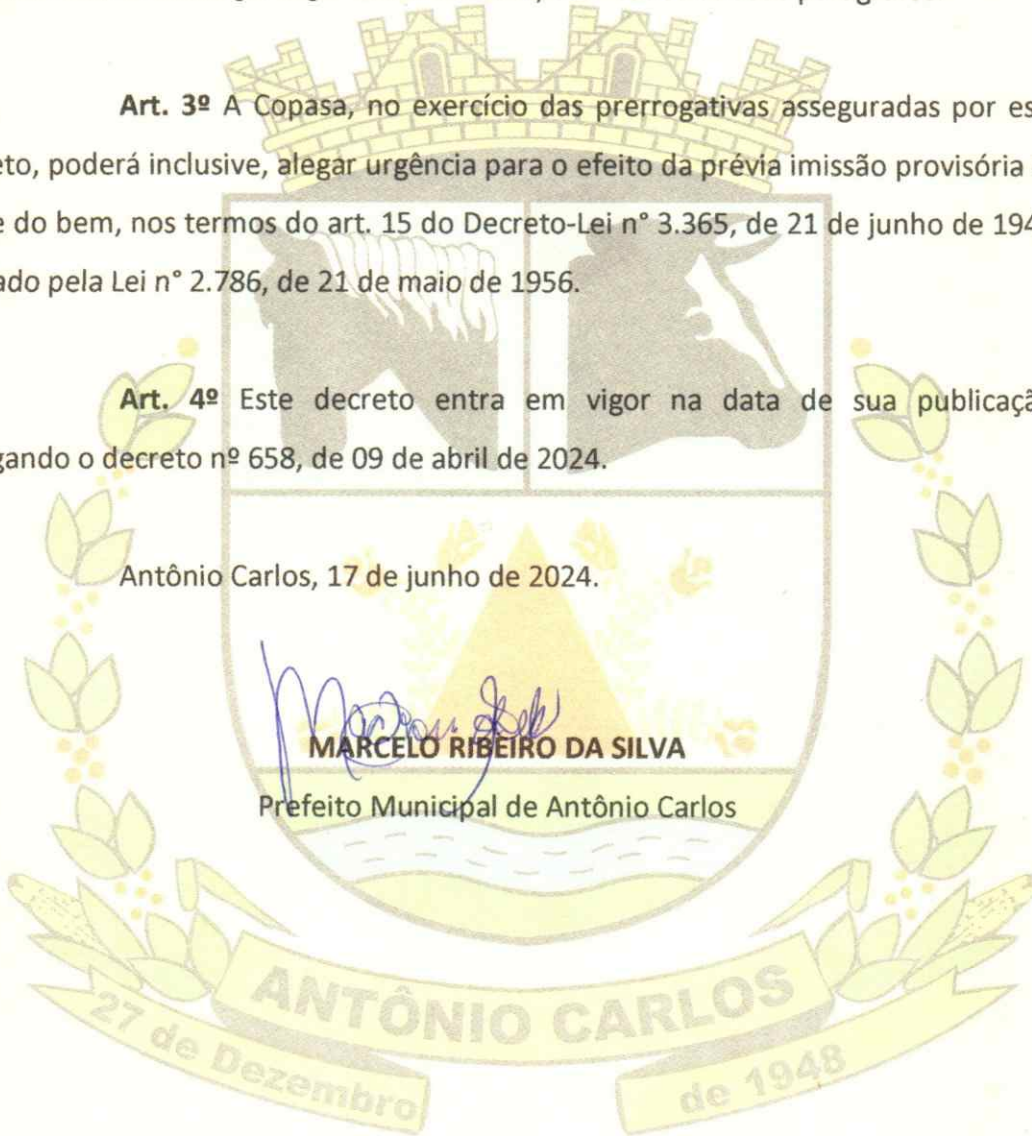 Art. 3º A Copasa, no exercício das prerrogativas asseguradas por es
eto, poderá inclusive, alegar urgência para o efeito da prévia imissão provisória
e do bem, nos termos do art. 15 do Decreto-Lei n° 3.365, de 21 de junho de 194
ado pela Lei n° 2.786, de 21 de maio de 1956.
Art. 4º Este decreto entra em vigor na data de sua publicaçã
gando o decreto nº 658, de 09 de abril de 2024.
Antônio Carlos, 17 de junho de 2024.
MARCELO RIBEIRO DA SILVA
Prefeito Municipal de Antônio Carlos
ANTÔNIO CARLOS
27 de Dezembro de 1948